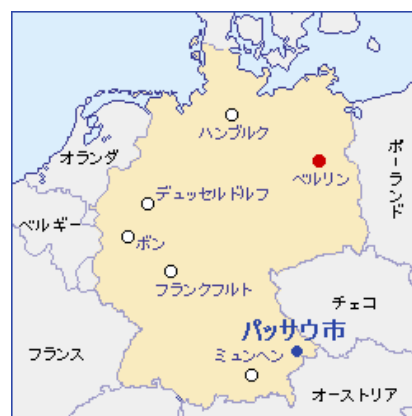 ハンブルク
オランダ
ポーランド
ベルリン
デュッセルドルフ
ベルギー
ボン
フランクフルト
チェコ
パッサウ市
フランス
ミュンヘン
オーストリア